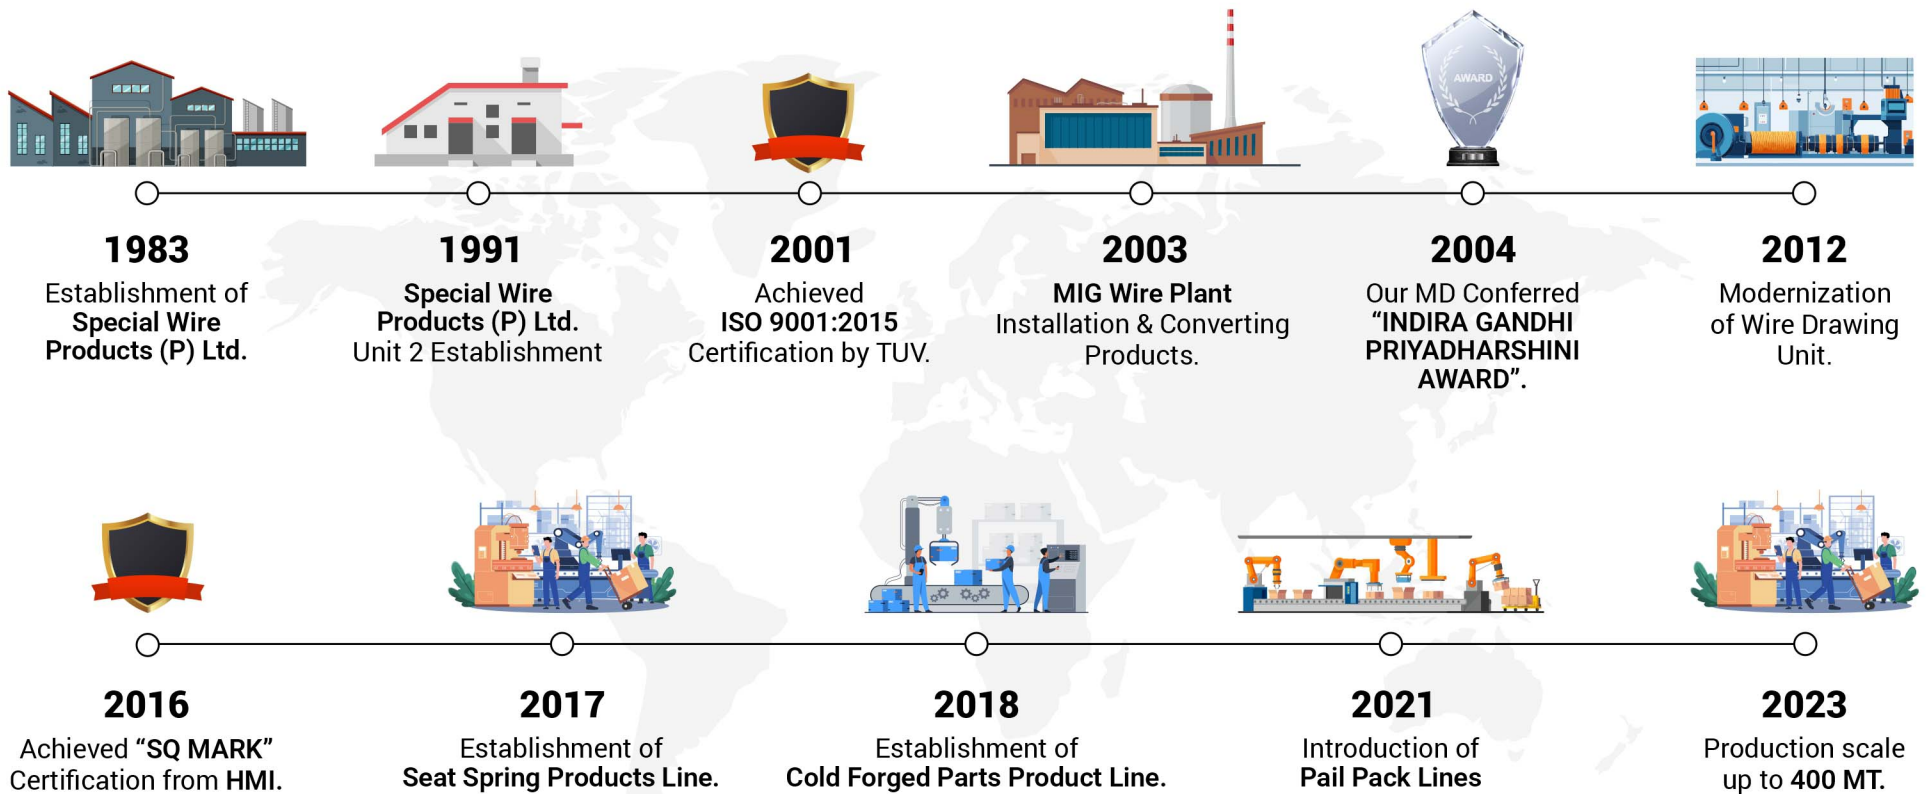 AWARD
1983
Establishment of
Special Wire
Products (P) Ltd.
1991
Special Wire
Products (P) Ltd.
Unit 2 Establishment
2001
Achieved
ISO 9001:2015
Certification by TUV.
2003
MIG Wire Plant
Installation & Converting
Products.
2004
Our MD Conferred
“INDIRA GANDHI
PRIYADHARSHINI
AWARD”.
2012
Modernization
of Wire Drawing
Unit.
2016
Achieved “SQ MARK”
Certification from HMI.
2017
Establishment of
Seat Spring Products Line.
2018
Establishment of
Cold Forged Parts Product Line.
2021
Introduction of
Pail Pack Lines
2023
Production scale
up to 400 MT.